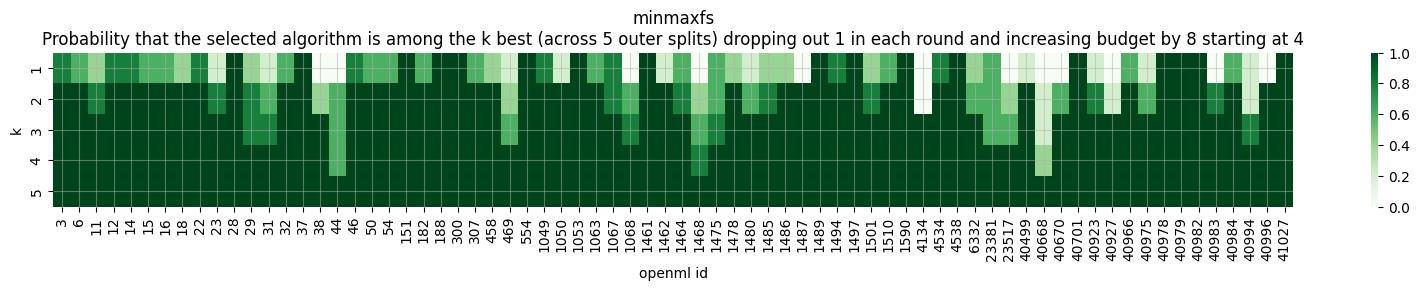 minmaxfs
Probability that the selected algorithm is among the k best (across 5 outer splits) dropping out 1 in each round and increasing budget by 8 starting at 4
k
1
2
3
4
5
3 6 11 12 14 15 16 18 22 23 28 29 31 32 37 38 44 46 50 54 151 182 188 300 307 458 469 554 1049 1050 1053 1063 1067 1068 1461 1462 1464 1468 1475 1478 1480 1485 1486 1487 1489 1494 1497 1501 1510 1590 4134 4534 4538 6332 23381 23517 40499 40668 40670 40701 40923 40927 40966 40975 40978 40979 40982 40983 40984 40994 40996 41027
openml id
1.0
0.8
0.6
0.4
0.2
0.0